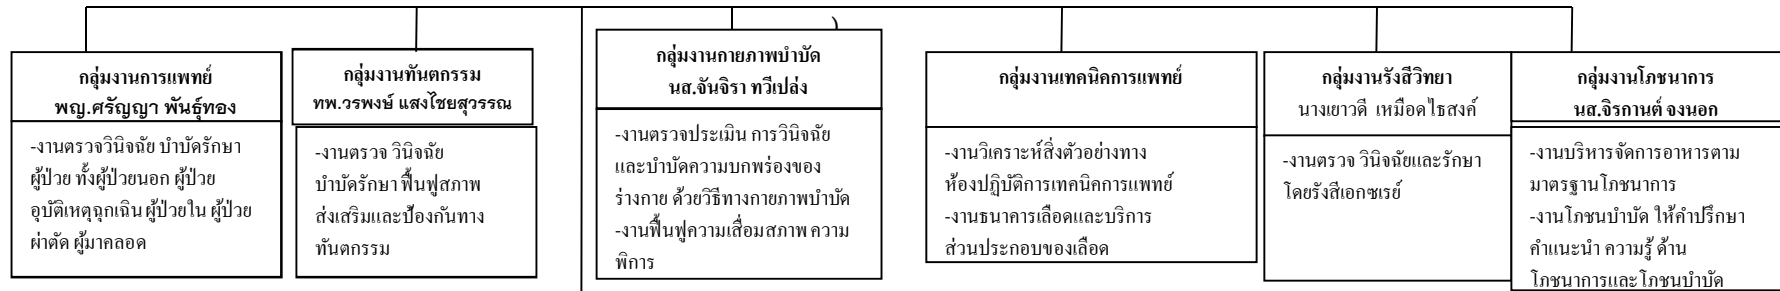 )
กลุ่มงานการแพทย์
พญ.ศรัญญา พันธุ์ทอง
-งานตรวจวินิจฉัย บำบัดรักษา
ผู้ป่วย ทั้งผู้ป่วยนอก ผู้ป่วย
อุบัติเหตุฉุกเฉิน ผู้ป่วยใน ผู้ป่วย
ผ่าตัด ผู้มาคลอด
กลุ่มงานทันตกรรม
ทพ.วรพงษ์ แสงไชยสุวรรณ
-งานตรวจ วินิจฉัย
บำบัดรักษา ฟื้นฟูสภาพ
ส่งเสริมและป้องกันทาง
ทันตกรรม
กลุ่มงานกายภาพบำบัด
นส.จันจิรา ทวีเปล่ง
-งานตรวจประเมิน การวินิจฉัย
และบำบัดความบกพร่องของ
ร่างกาย ด้วยวิธีทางกายภาพบำบัด
-งานฟื้นฟูความเสื่อมสภาพ ความ
พิการ
กลุ่มงานเทคนิคการแพทย์
-งานวิเคราะห์สิ่งตัวอย่างทาง
ห้องปฏิบัติการเทคนิคการแพทย์
-งานธนาคารเลือดและบริการ
ส่วนประกอบของเลือด
กลุ่มงานรังสีวิทยา
นางเยาวดี เหมือดไธสงค์
-งานตรวจ วินิจฉัยและรักษา
โดยรังสีเอกซเรย์
กลุ่มงานโภชนาการ
นส.จิรกานต์ จงนอก
-งานบริหารจัดการอาหารตาม
มาตรฐานโภชนาการ
-งานโภชนบำบัด ให้คำปรึกษา
คำแนะนำ ความรู้ ด้าน
โภชนาการและโภชนบำบัด